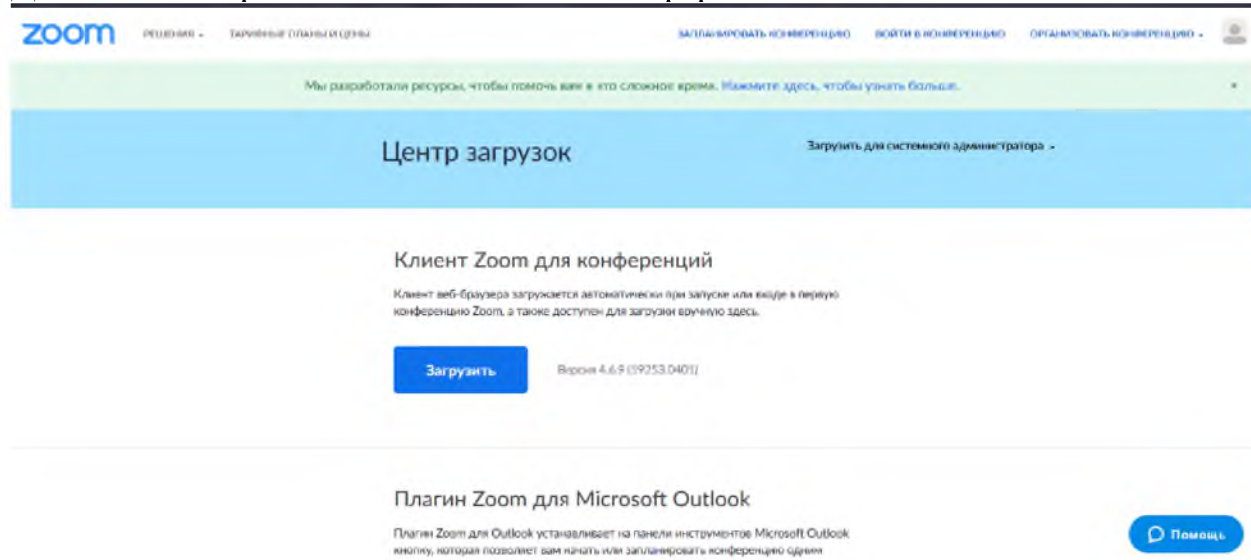 zoom РЕШЕНИЯ ТАРИФНЫЕ ПЛАНЫ И ЦЕНЫ ЗАПЛАНИРОВАТЬ КОНФЕРЕНЦИЮ ВОЙТИ В КОНФЕРЕНЦИЮ ОРГАНИЗОВАТЬ КОНФЕРЕНЦИЮ
Мы разработали ресурсы, чтобы помочь вам в это сложное время. Нажмите здесь, чтобы узнать больше.
Центр загрузок
Загрузить для системного администратора
Клиент Zoom для конференций
Клиент веб-браузера загружается автоматически при запуске или входе в первую
конференцию Zoom, а также доступен для загрузки вручную здесь.
Загрузить Версия 4.6.9 (19253.0401)
Плагин Zoom для Microsoft Outlook
Плагин Zoom для Outlook устанавливает на панели инструментов Microsoft Outlook
кнопку, которая позволяет вам начать или запланировать конференцию одним
Помощь